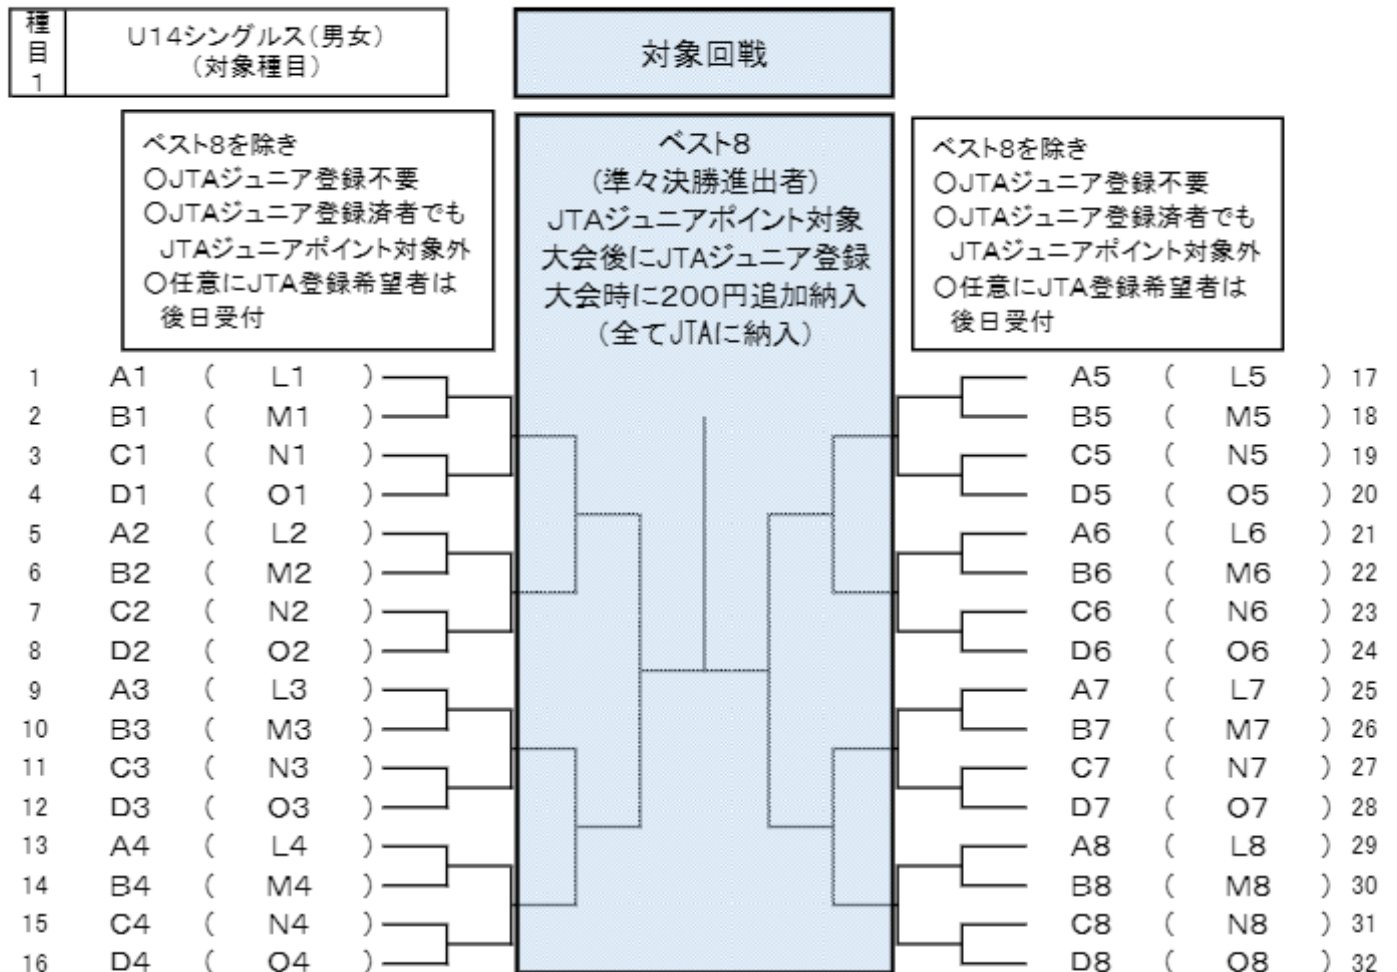 種目1
U14シングルス(男女)
(対象種目)
対象回戦
ベスト8を除き
○JTAジュニア登録不要
○JTAジュニア登録済者でも
JTAジュニアポイント対象外
○任意にJTA登録希望者は
後日受付
ベスト8
(準々決勝進出者)
JTAジュニアポイント対象
大会後にJTAジュニア登録
大会時に200円追加納入
(全てJTAに納入)
ベスト8を除き
○JTAジュニア登録不要
○JTAジュニア登録済者でも
JTAジュニアポイント対象外
○任意にJTA登録希望者は
後日受付
1 A1 ( L1 )
2 B1 ( M1 )
3 C1 ( N1 )
4 D1 ( O1 )
5 A2 ( L2 )
6 B2 ( M2 )
7 C2 ( N2 )
8 D2 ( O2 )
9 A3 ( L3 )
10 B3 ( M3 )
11 C3 ( N3 )
12 D3 ( O3 )
13 A4 ( L4 )
14 B4 ( M4 )
15 C4 ( N4 )
16 D4 ( O4 )
A5 ( L5 ) 17
B5 ( M5 ) 18
C5 ( N5 ) 19
D5 ( O5 ) 20
A6 ( L6 ) 21
B6 ( M6 ) 22
C6 ( N6 ) 23
D6 ( O6 ) 24
A7 ( L7 ) 25
B7 ( M7 ) 26
C7 ( N7 ) 27
D7 ( O7 ) 28
A8 ( L8 ) 29
B8 ( M8 ) 30
C8 ( N8 ) 31
D8 ( O8 ) 32